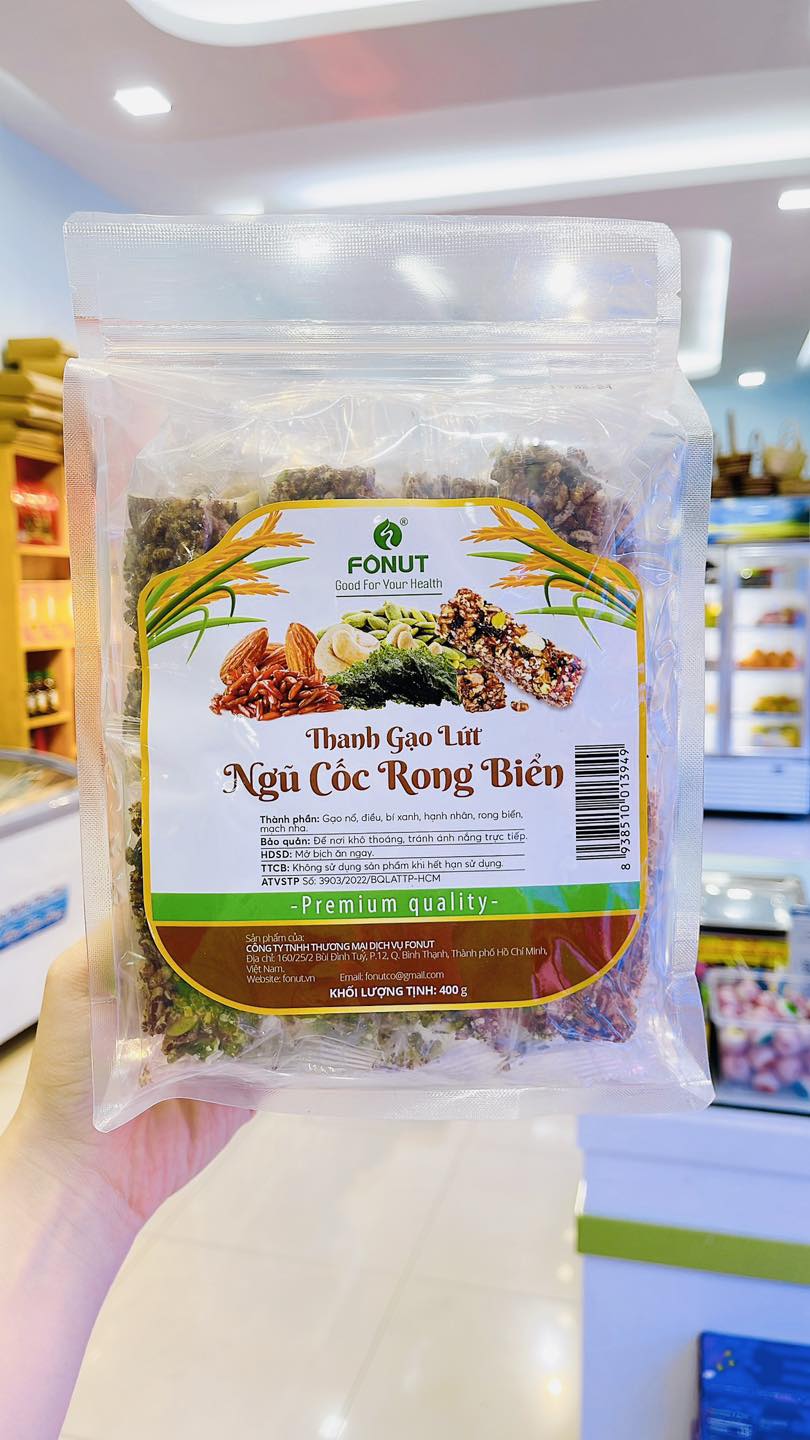 ®
FÔNUT
Good For Your Health
Thanh Gạo Lứt
Ngũ Cốc Rong Biển
Thành phần: Gạo nổ, điều, bí xanh, hạnh nhân, rong biển,
mạch nha.
Bảo quản: Để nơi khô thoáng, tránh ánh nắng trực tiếp.
HDSD: Mở bịch ăn ngay.
TTCB: Không sử dụng sản phẩm khi hết hạn sử dụng.
ATVSTP Số: 3903/2022/BQLATTP-HCM
8 938510 013949
-Premium quality-
Sản phẩm của:
CÔNG TY TNHH THƯƠNG MẠI DỊCH VỤ FONUT
Địa chỉ: 160/25/2 Bùi Đình Tuý, P.12, Q. Bình Thạnh, Thành phố Hồ Chí Minh,
Việt Nam.
Website: fonut.vn Email: fonutco@gmail.com
KHỐI LƯỢNG TỊNH: 400 g